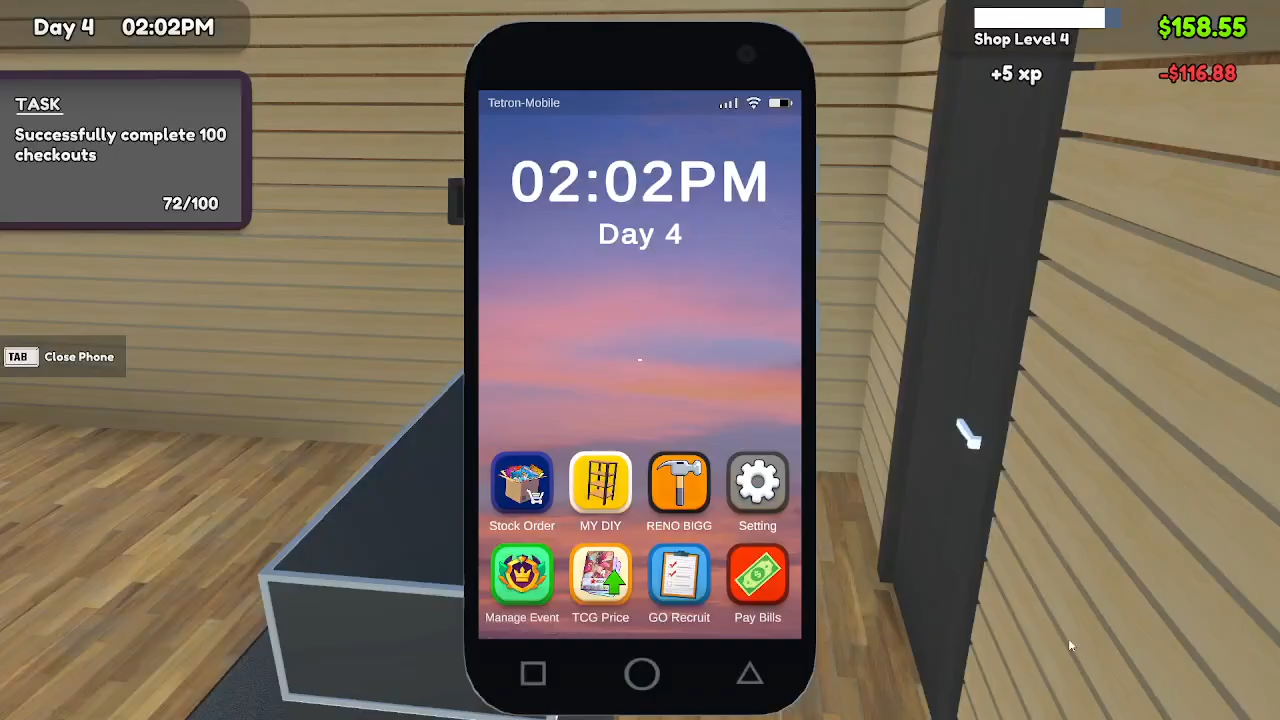 Day 4 02:02PM
Shop Level 4
$158.55
+5 xp
-$116.88
TASK
Successfully complete 100
checkouts
72/100
TAB Close Phone
Tetron-Mobile
02:02PM
Day 4
Stock Order
MY DIY
RENO BIGG
Setting
Manage Event
TCG Price
GO Recruit
Pay Bills